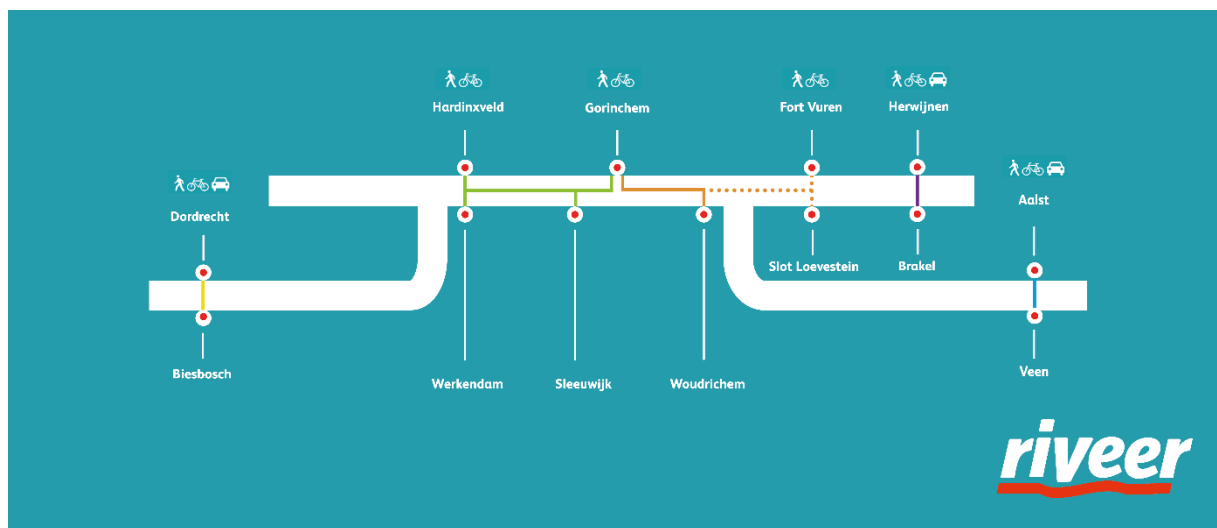 Hardinxveld
Gorinchem
Fort Vuren
Herwijnen
Aalst
Dordrecht
Slot Loevestein
Brakel
Biesbosch
Werkendam
Sleeuwijk
Woudrichem
Veen
riveer